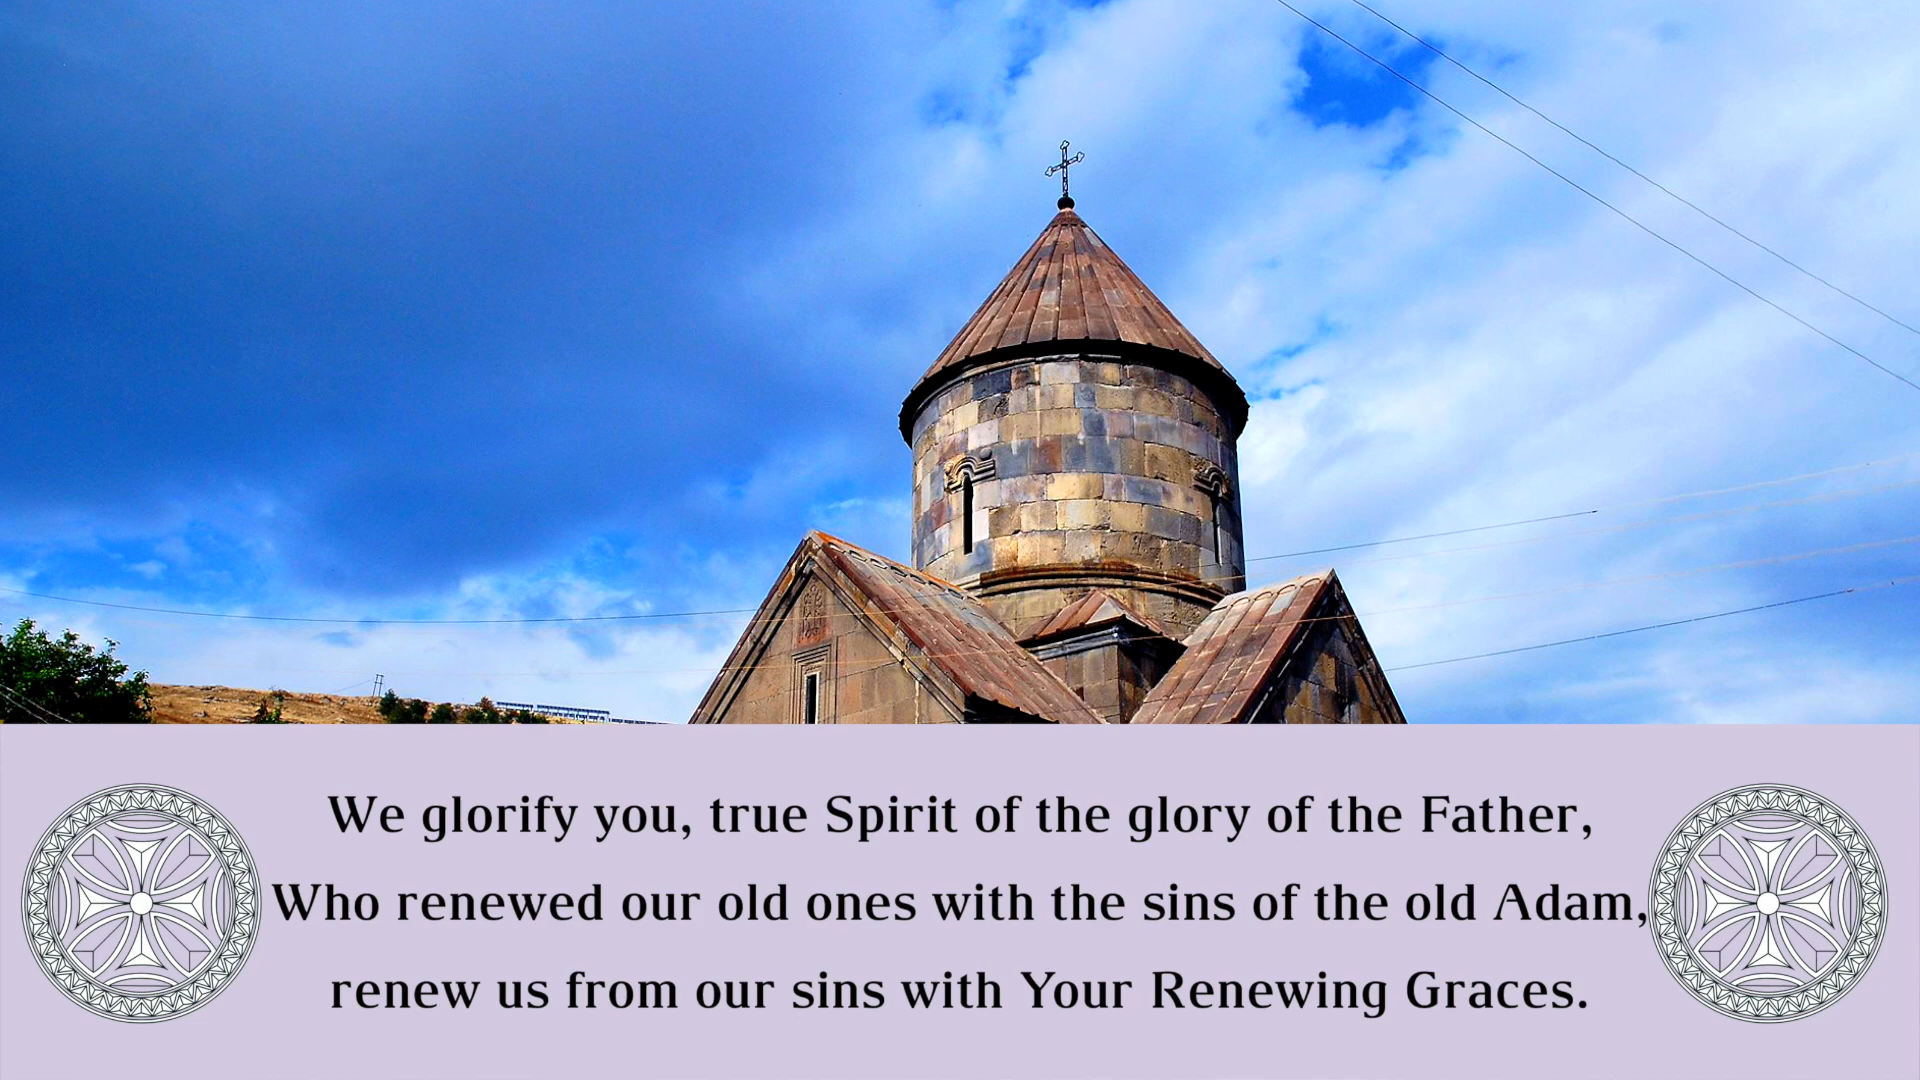 We glorify you, true Spirit of the glory of the Father,
Who renewed our old ones with the sins of the old Adam,
renew us from our sins with Your Renewing Graces.